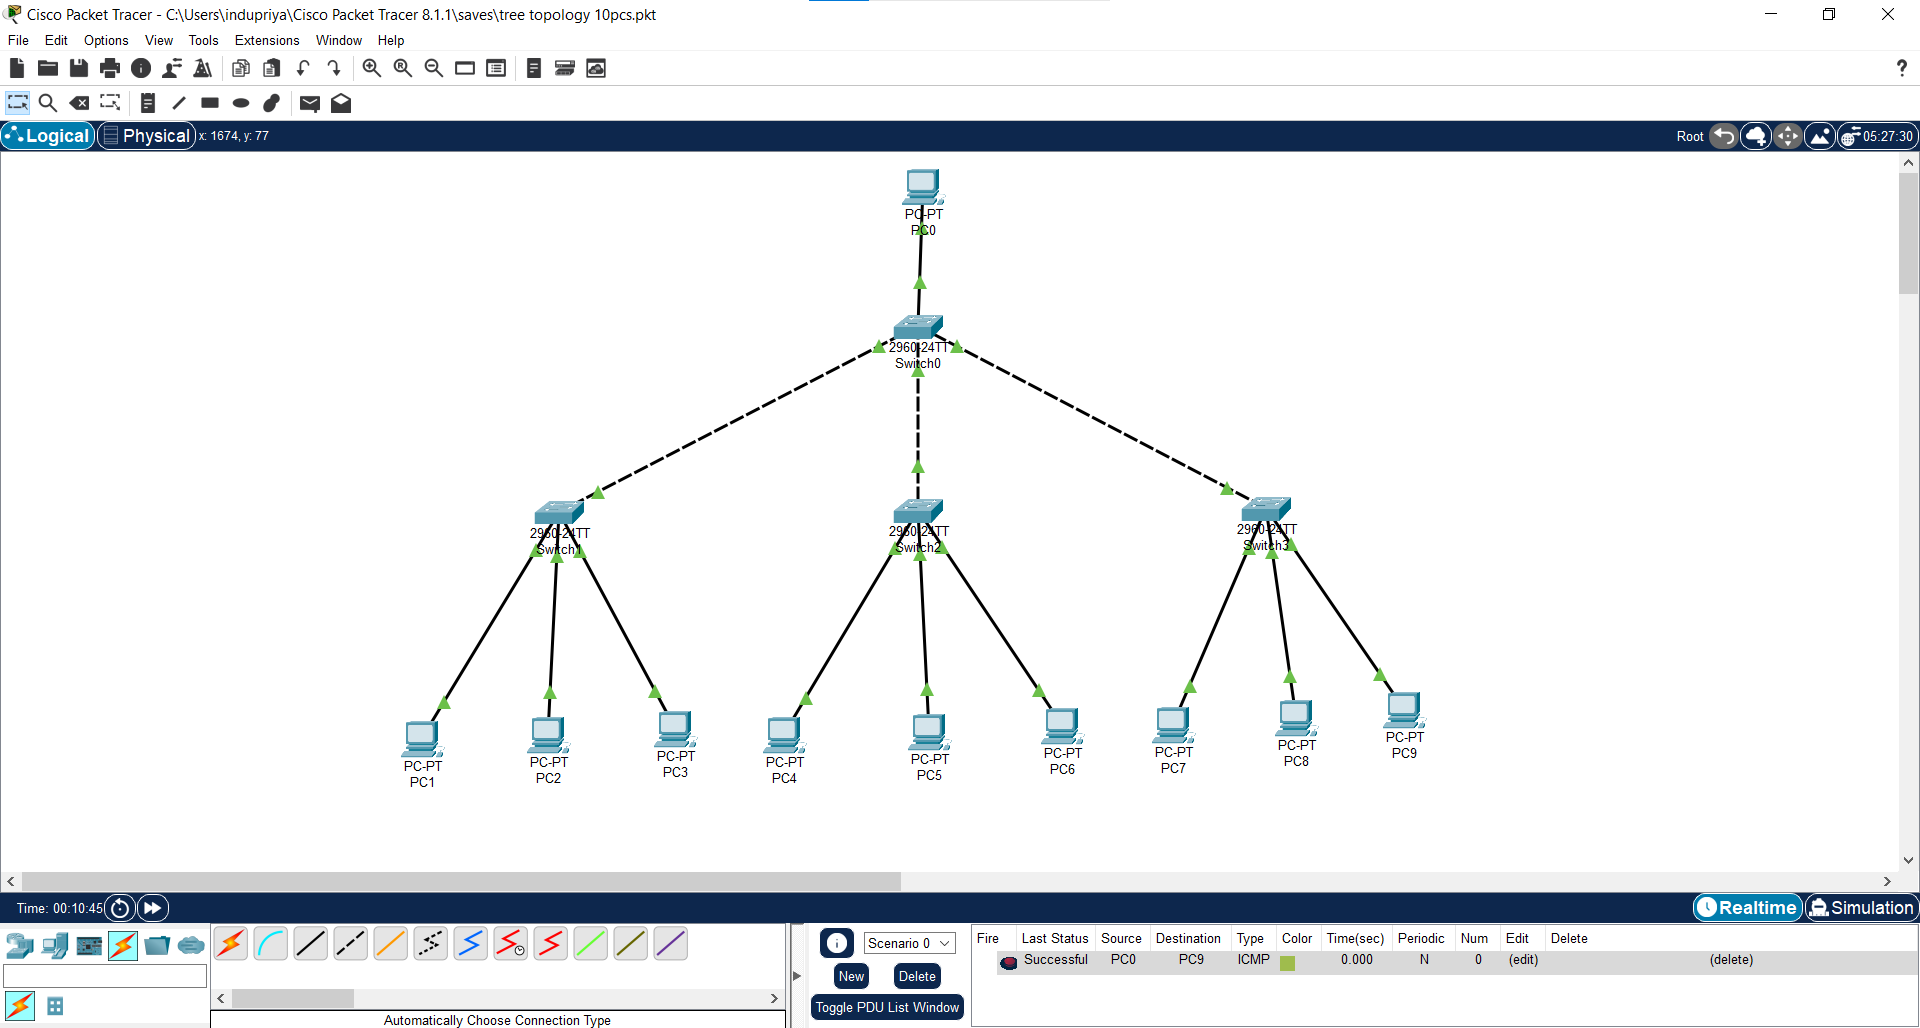 Cisco Packet Tracer - C:\Users\indupriya\Cisco Packet Tracer 8.1.1\saves\tree topology 10pcs.pkt
File Edit Options View Tools Extensions Window Help
?
Logical Physical x: 1674, y: 77 Root 05:27:30
PC-PT
PC0
2960-24TT
Switch0
2960-24TT
Switch1
2960-24TT
Switch2
2960-24TT
Switch3
PC-PT
PC1
PC-PT
PC2
PC-PT
PC3
PC-PT
PC4
PC-PT
PC5
PC-PT
PC6
PC-PT
PC7
PC-PT
PC8
PC-PT
PC9
Time: 00:10:45 Realtime Simulation
Automatically Choose Connection Type
Scenario 0
New Delete
Toggle PDU List Window
Fire Last Status Source Destination Type Color Time(sec) Periodic Num Edit Delete
Successful PC0 PC9 ICMP 0.000 N 0 (edit) (delete)